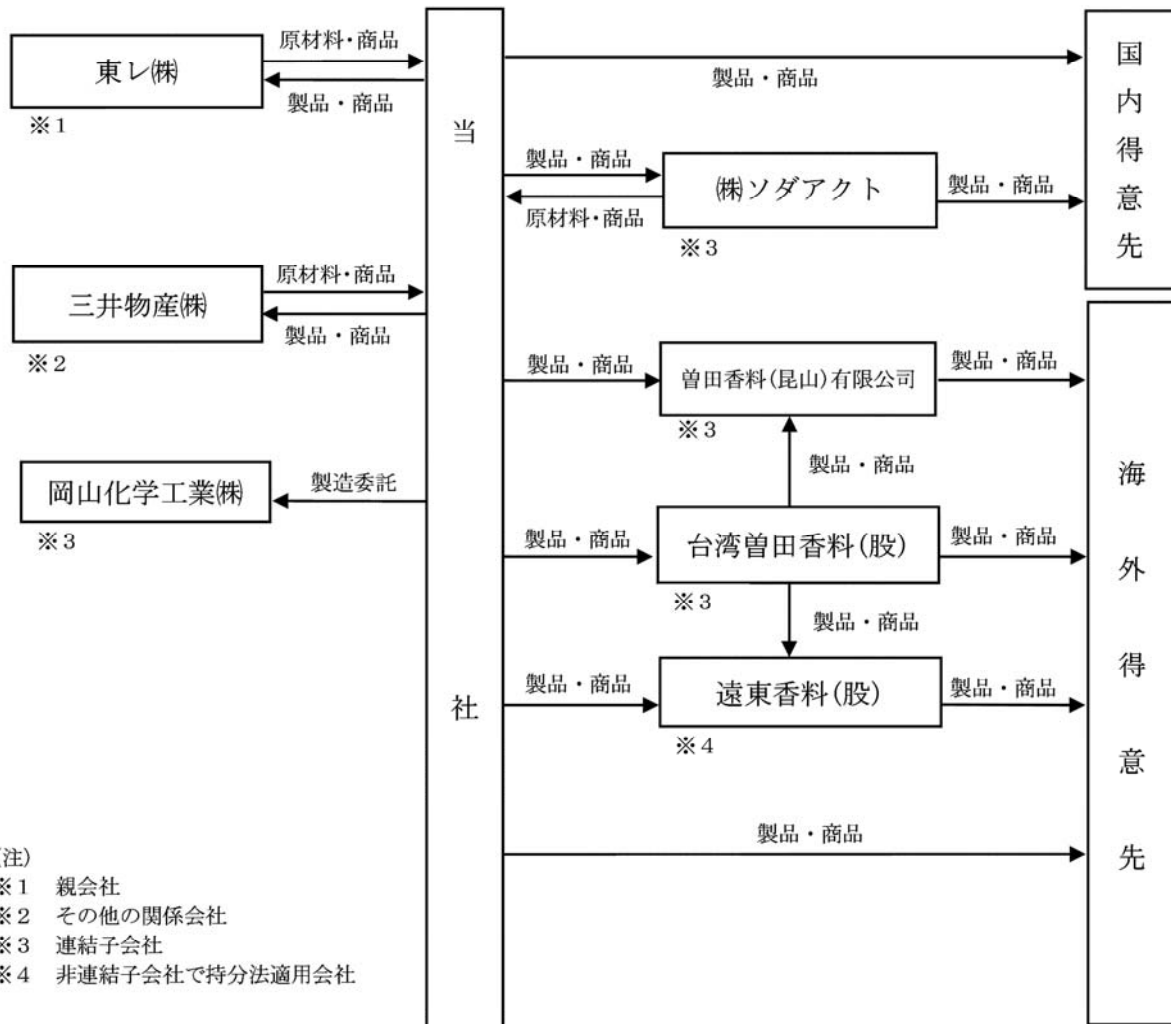 原材料・商品
東レ㈱
製品・商品
※1
原材料・商品
三井物産㈱
製品・商品
※2
岡山化学工業㈱
製造委託
※3
当社
製品・商品
製品・商品
㈱ソダアクト
製品・商品
原材料・商品
※3
製品・商品
曽田香料(昆山)有限公司
製品・商品
※3
製品・商品
製品・商品
台湾曽田香料(股)
製品・商品
※3
製品・商品
製品・商品
遠東香料(股)
製品・商品
※4
製品・商品
国内得意先
海外得意先
注)
※1 親会社
※2 その他の関係会社
※3 連結子会社
※4 非連結子会社で持分法適用会社